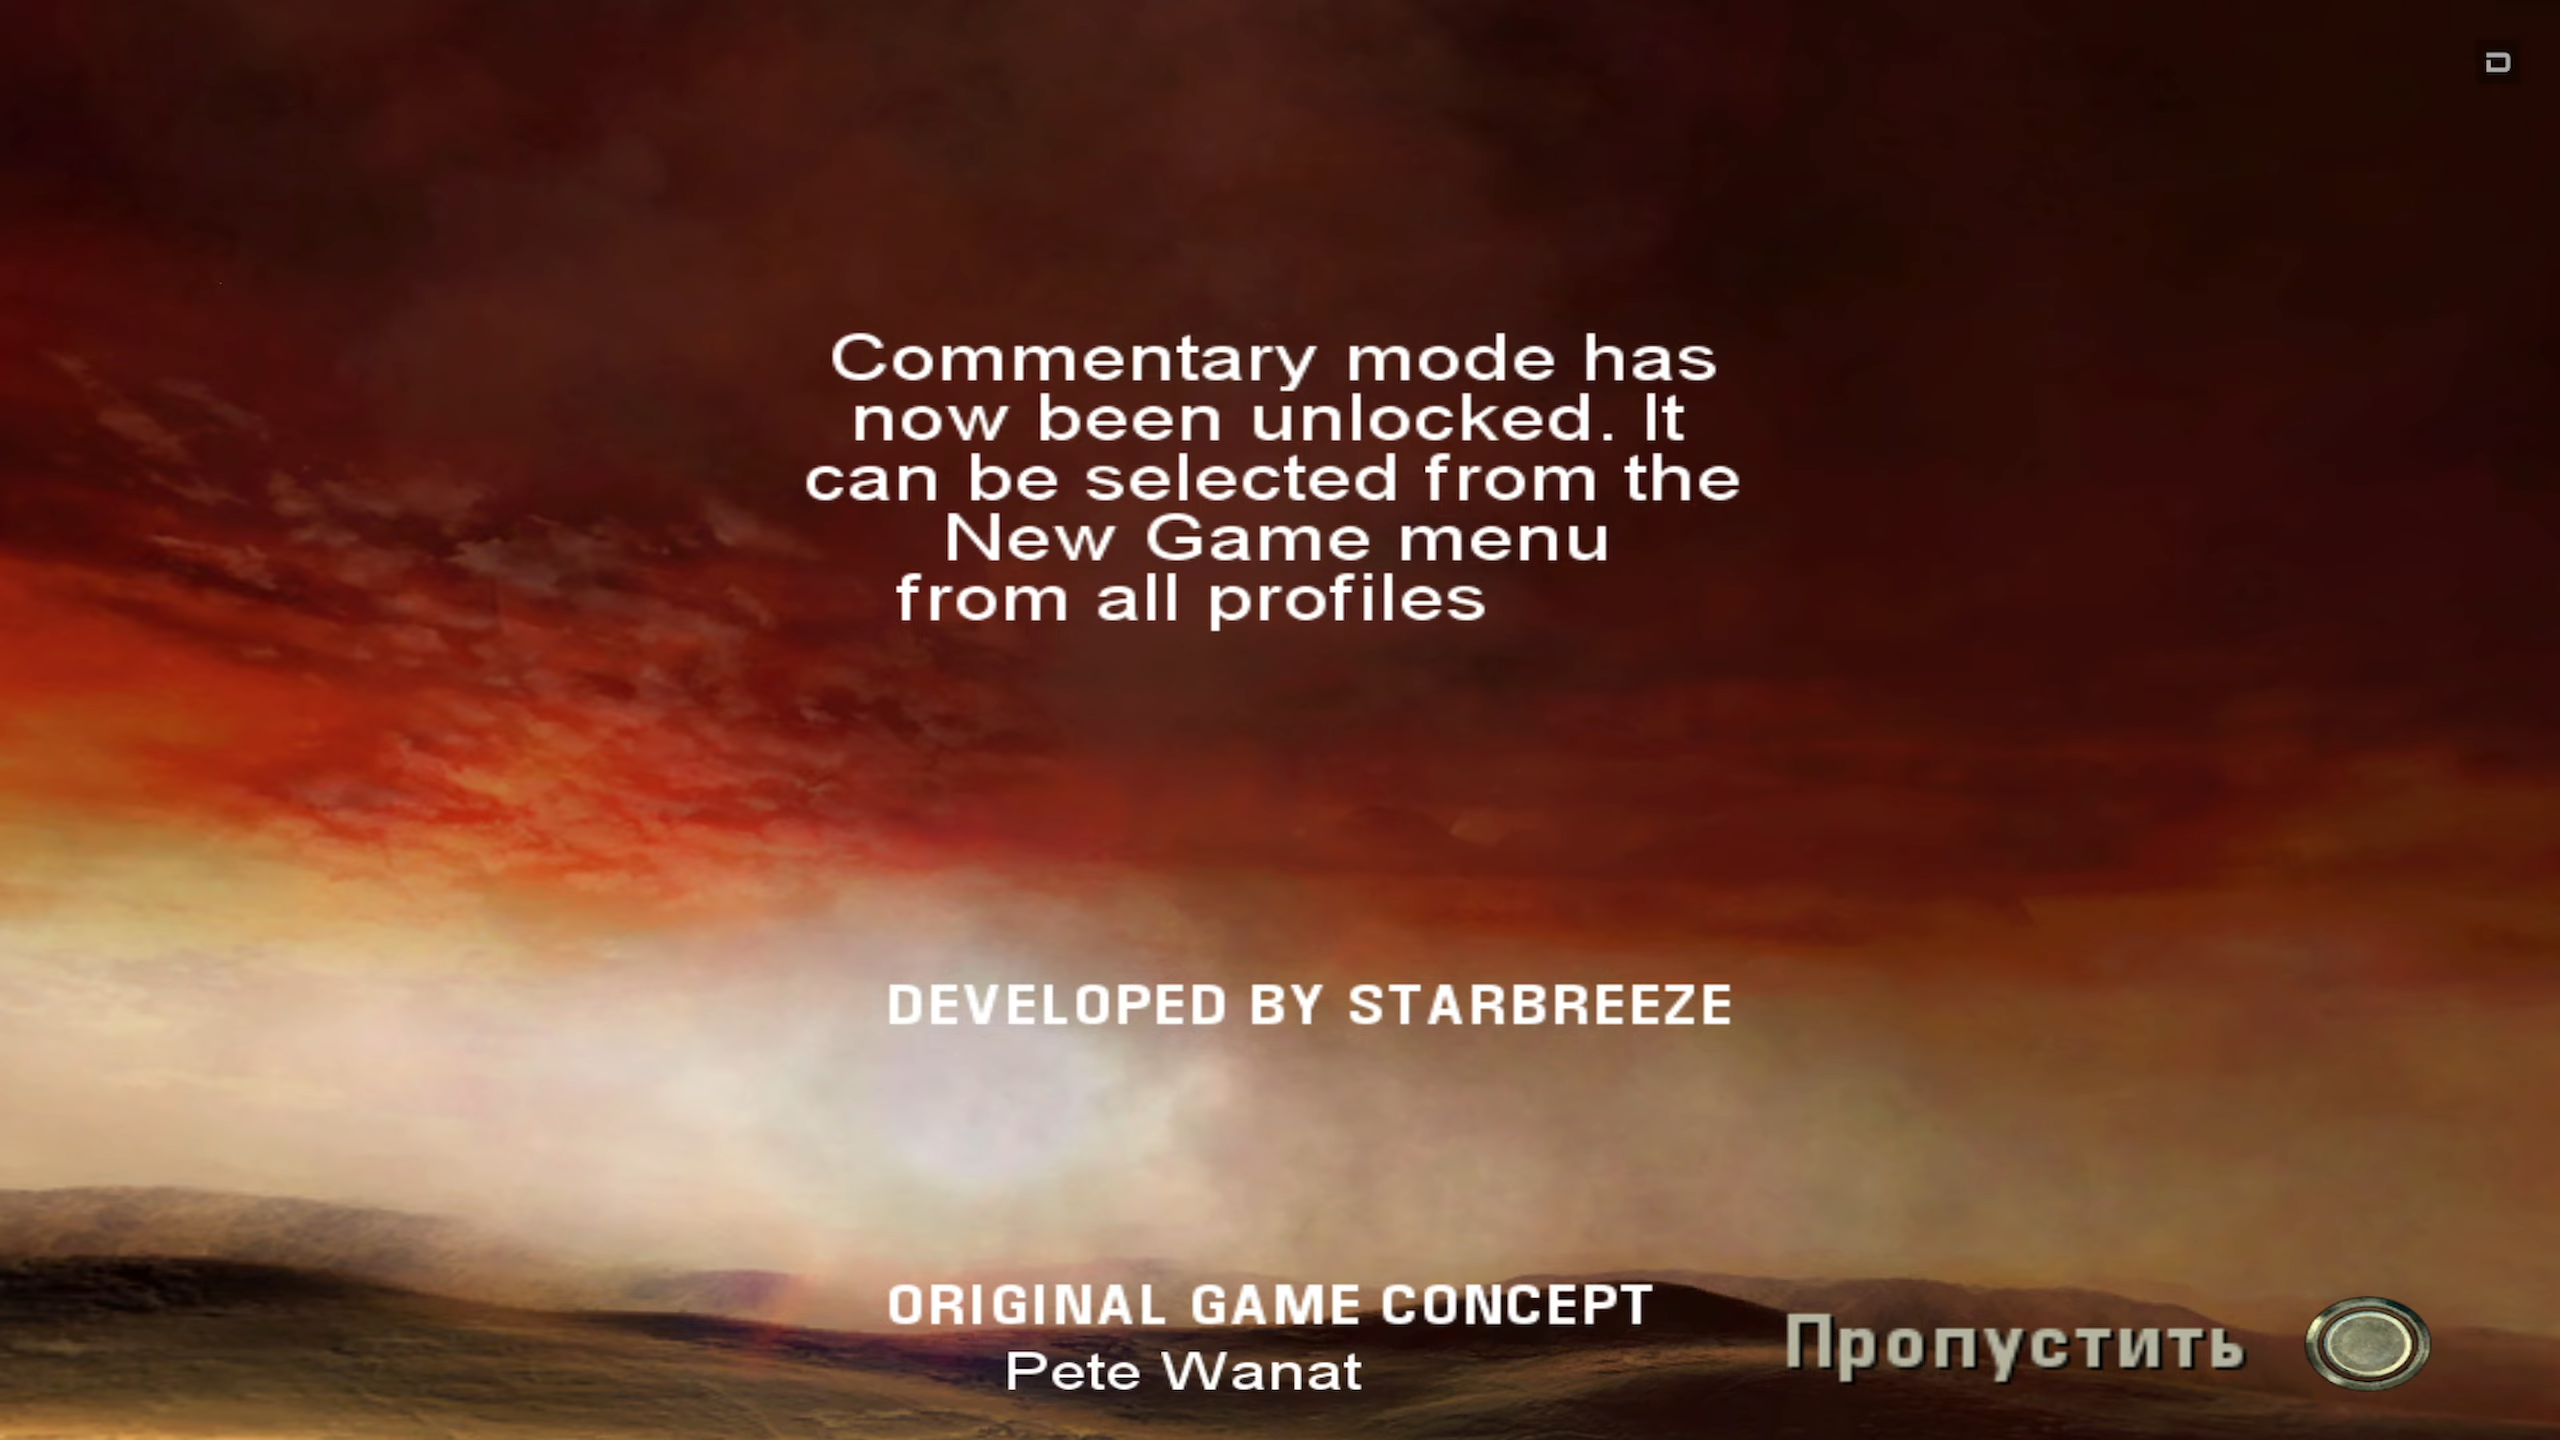 Commentary mode has
now been unlocked. It
can be selected from the
New Game menu
from all profiles
DEVELOPED BY STARBREEZE
ORIGINAL GAME CONCEPT
Pete Wanat
Пропустить